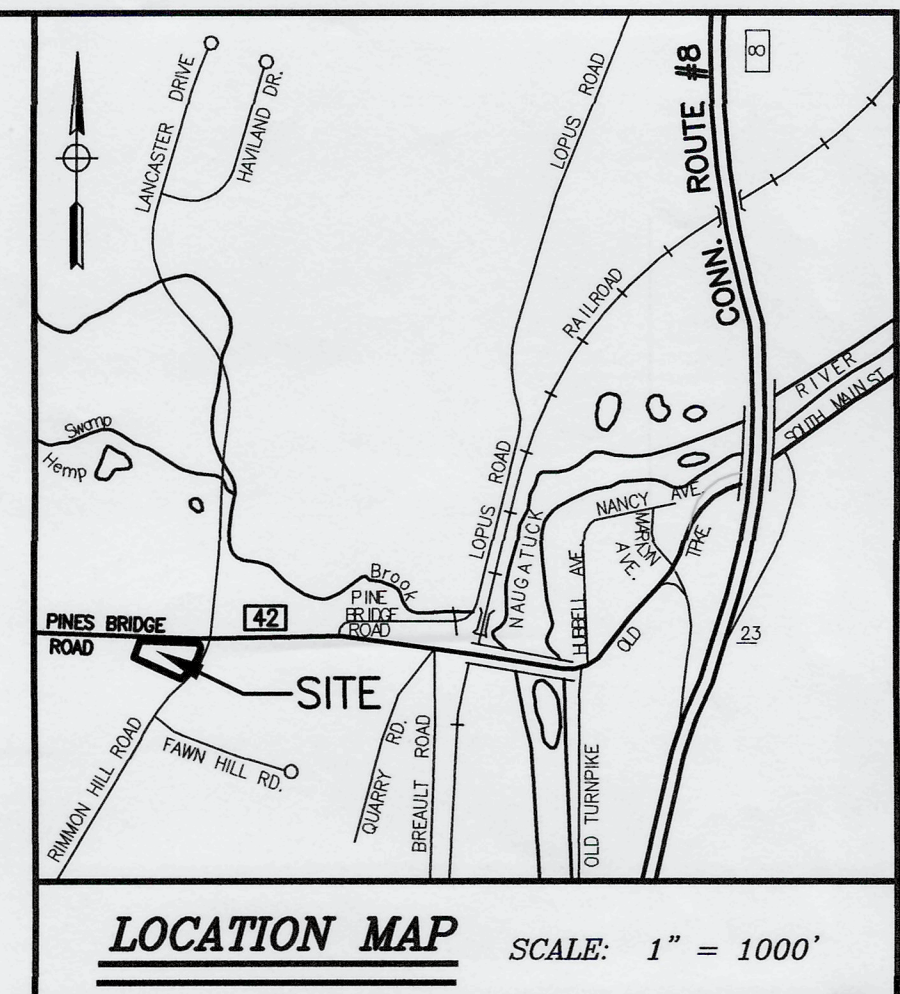 LANCASTER DRIVE
HAVILAND DR.
LOPUS ROAD
CONN. ROUTE #8
8
RAILROAD
RIVER
SOUTH MAIN ST.
Swamp
Hemp
LOPUS ROAD
NAUGATUCK
NANCY AVE.
MARLYN
AVE.
HUBBELL AVE.
OLD TPKE
Brook
PINE
BRIDGE
ROAD
42
PINES BRIDGE
ROAD
23
SITE
RIMMON HILL ROAD
FAWN HILL RD.
QUARRY RD.
BREAULT ROAD
OLD TURNPIKE
LOCATION MAP
SCALE: 1" = 1000'